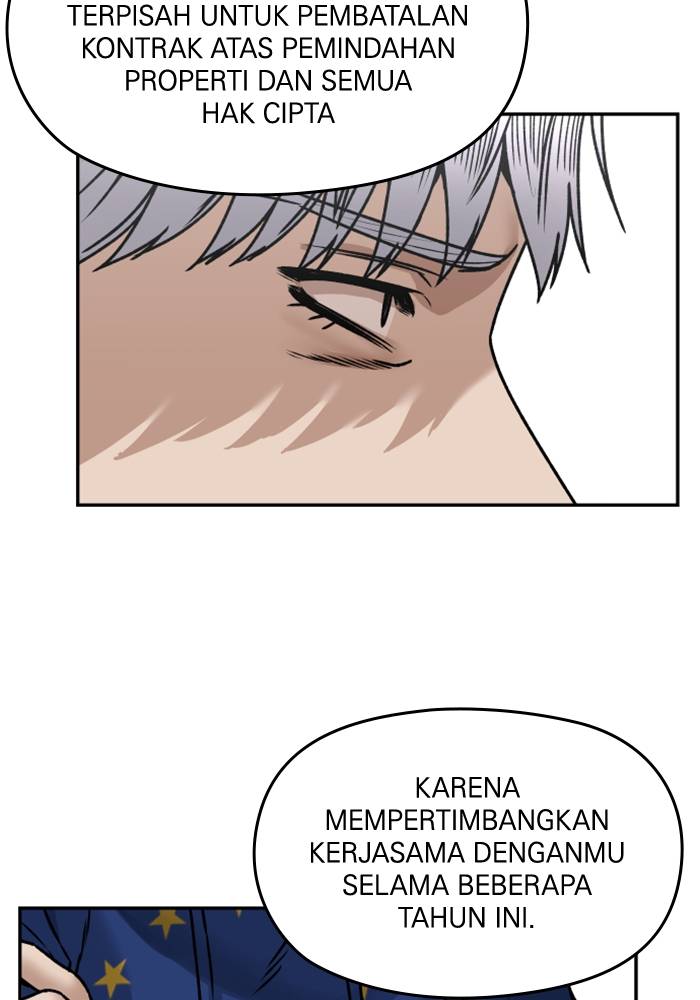 TERPISAH UNTUK PEMBATALAN
KONTRAK ATAS PEMINDAHAN
PROPERTI DAN SEMUA
HAK CIPTA
KARENA
MEMPERTIMBANGKAN
KERJASAMA DENGANMU
SELAMA BEBERAPA
TAHUN INI.